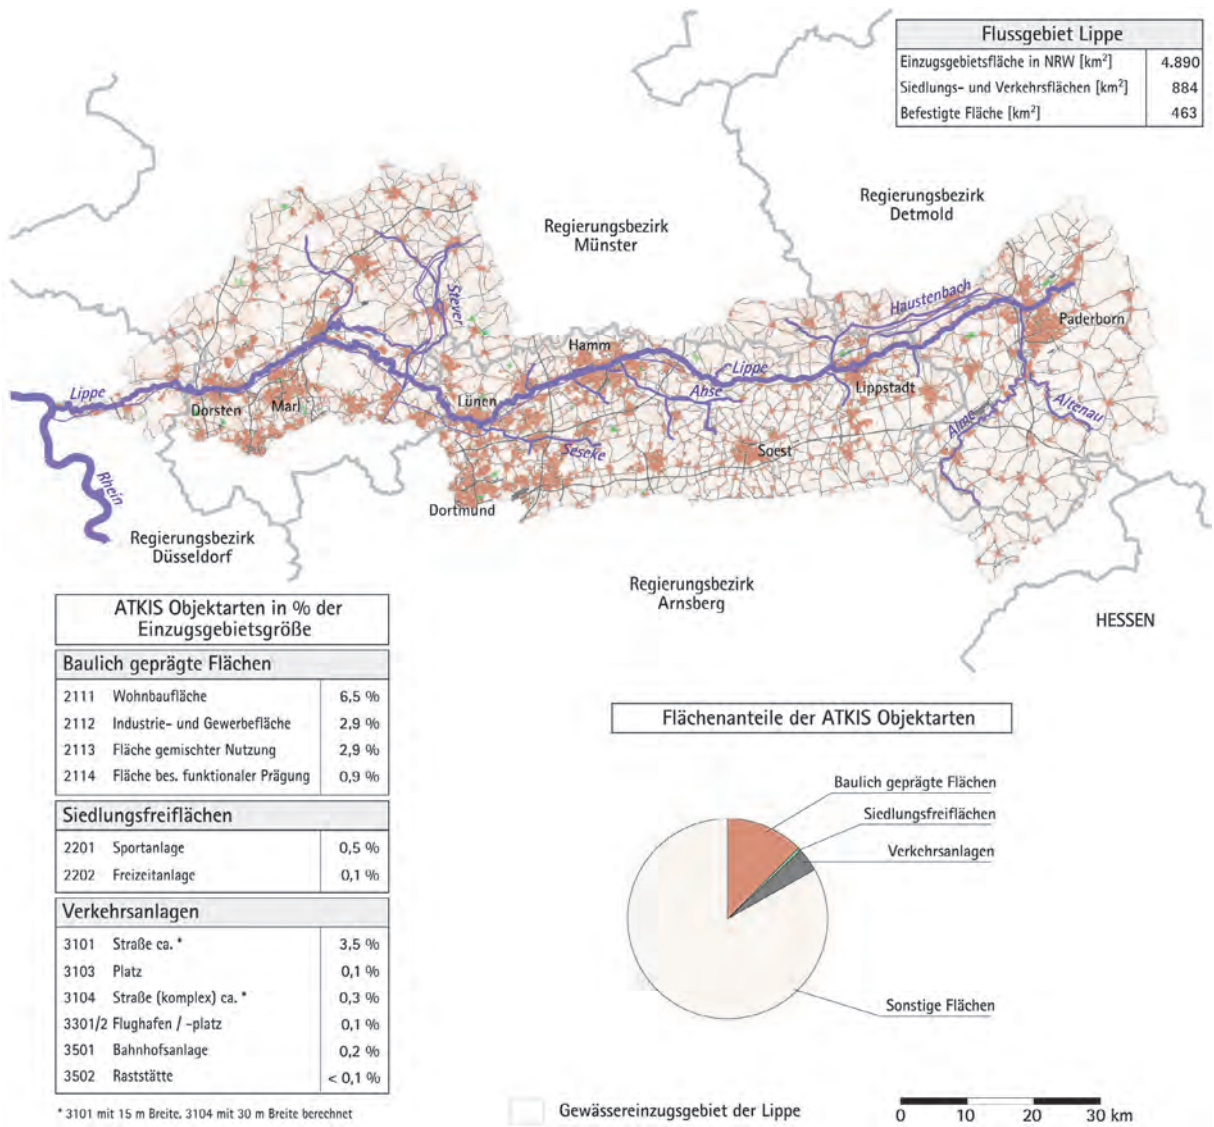 Flussgebiet Lippe
Einzugsgebietsfläche in NRW [km²] 4.890
Siedlungs- und Verkehrsflächen [km²] 884
Befestigte Fläche [km²] 463
Regierungsbezirk
Detmold
Regierungsbezirk
Münster
Stever
Haustenbach
Paderborn
Hamm
Lippe
Ahse
Lippstadt
Lippe
Dorsten
Marl
Lünen
Alme
Altenau
Seseke
Soest
Rhein
Dortmund
Regierungsbezirk
Düsseldorf
Regierungsbezirk
Arnsberg
HESSEN
ATKIS Objektarten in % der
Einzugsgebietsgröße
Baulich geprägte Flächen
2111 Wohnbaufläche 6,5 %
2112 Industrie- und Gewerbefläche 2,9 %
2113 Fläche gemischter Nutzung 2,9 %
2114 Fläche bes. funktionaler Prägung 0,9 %
Siedlungsfreiflächen
2201 Sportanlage 0,5 %
2202 Freizeitanlage 0,1 %
Verkehrsanlagen
3101 Straße ca. * 3,5 %
3103 Platz 0,1 %
3104 Straße (komplex) ca. * 0,3 %
3301/2 Flughafen / -platz 0,1 %
3501 Bahnhofsanlage 0,2 %
3502 Raststätte < 0,1 %
* 3101 mit 15 m Breite. 3104 mit 30 m Breite berechnet
Flächenanteile der ATKIS Objektarten
Baulich geprägte Flächen
Siedlungsfreiflächen
Verkehrsanlagen
Sonstige Flächen
Gewässereinzugsgebiet der Lippe
0 10 20 30 km